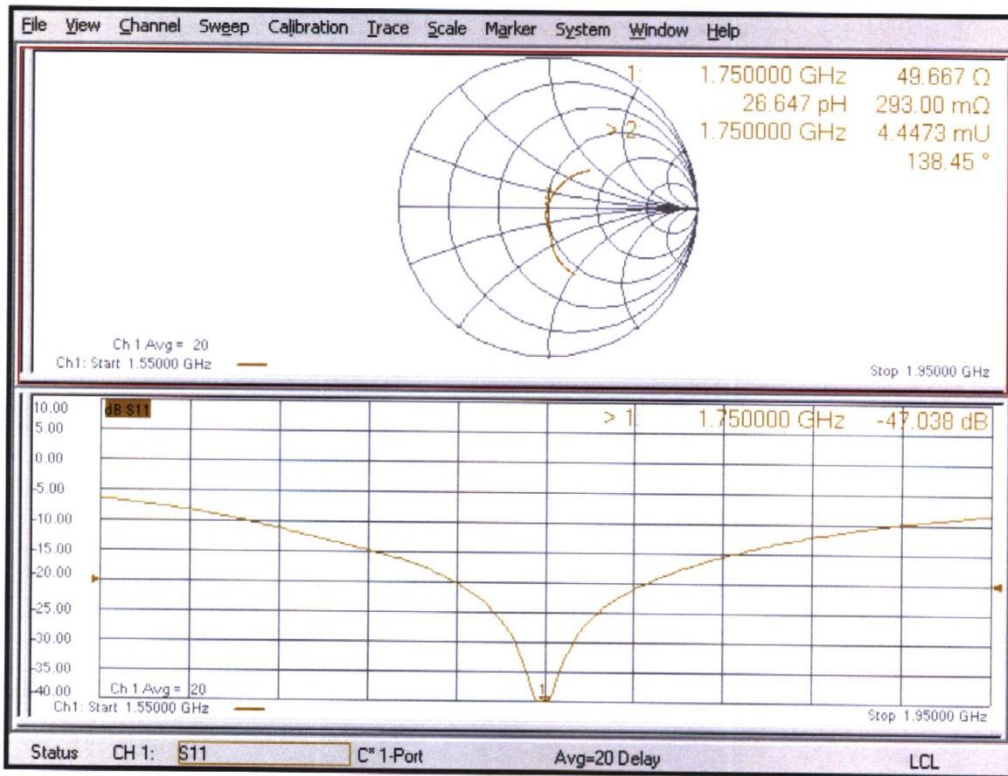 File View Channel Sweep Calibration Trace Scale Marker System Window Help
1: 1.750000 GHz 49.667 Ω
26.647 pH 293.00 mΩ
> 2: 1.750000 GHz 4.4473 mU
138.45 °
Ch 1 Avg = 20
Ch1: Start 1.55000 GHz
Stop 1.95000 GHz
10.00 dB S11
> 1: 1.750000 GHz -47.038 dB
5.00
0.00
-5.00
-10.00
-15.00
-20.00
-25.00
-30.00
-35.00
-40.00
1
Ch 1 Avg = 20
Ch1: Start 1.55000 GHz
Stop 1.95000 GHz
Status CH 1: S11 C* 1-Port Avg=20 Delay LCL